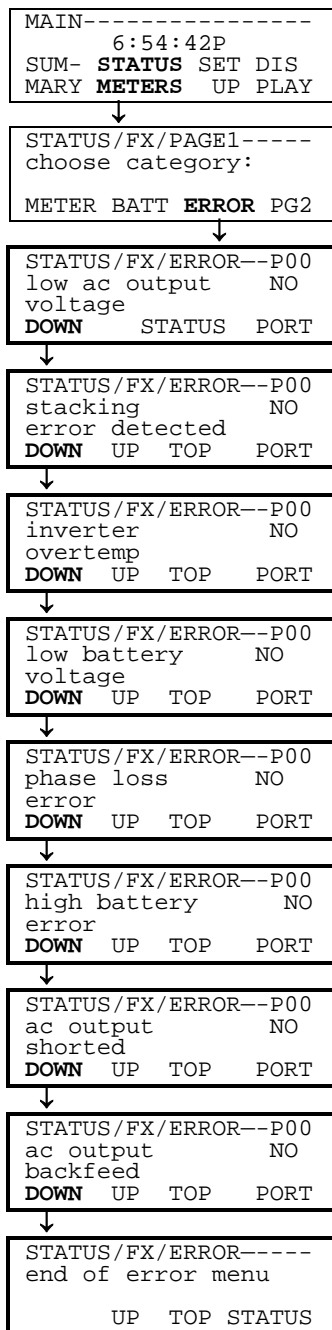 MAIN----------------
6:54:42P
SUM- STATUS SET DIS
MARY METERS UP PLAY
STATUS/FX/PAGE1-----
choose category:
METER BATT ERROR PG2
STATUS/FX/ERROR--P00
low ac output NO
voltage
DOWN STATUS PORT
STATUS/FX/ERROR--P00
stacking NO
error detected
DOWN UP TOP PORT
STATUS/FX/ERROR--P00
inverter NO
overtemp
DOWN UP TOP PORT
STATUS/FX/ERROR--P00
low battery NO
voltage
DOWN UP TOP PORT
STATUS/FX/ERROR--P00
phase loss NO
error
DOWN UP TOP PORT
STATUS/FX/ERROR--P00
high battery NO
error
DOWN UP TOP PORT
STATUS/FX/ERROR--P00
ac output NO
shorted
DOWN UP TOP PORT
STATUS/FX/ERROR--P00
ac output NO
backfeed
DOWN UP TOP PORT
STATUS/FX/ERROR-----
end of error menu
UP TOP STATUS